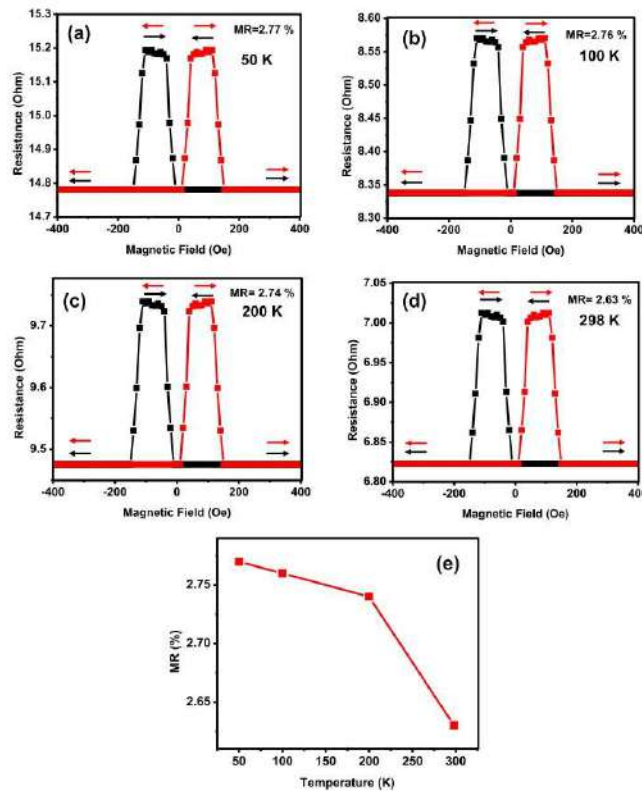 (a)
MR=2.77 %
50 K
15.3
15.2
15.1
15.0
14.9
14.8
14.7
Resistance (Ohm)
-400
-200
0
200
400
Magnetic Field (Oe)
(b)
MR=2.76 %
100 K
8.60
8.55
8.50
8.45
8.40
8.35
8.30
Resistance (Ohm)
-400
-200
0
200
400
Magnetic Field (Oe)
(c)
MR= 2.74 %
200 K
9.7
9.6
9.5
Resistance (Ohm)
-400
-200
0
200
400
Magnetic Field (Oe)
(d)
MR= 2.63 %
298 K
7.05
7.00
6.95
6.90
6.85
6.80
Resistance (Ohm)
-400
-200
0
200
400
Magnetic Field (Oe)
(e)
2.75
2.70
2.65
MR (%)
50
100
150
200
250
300
Temperature (K)